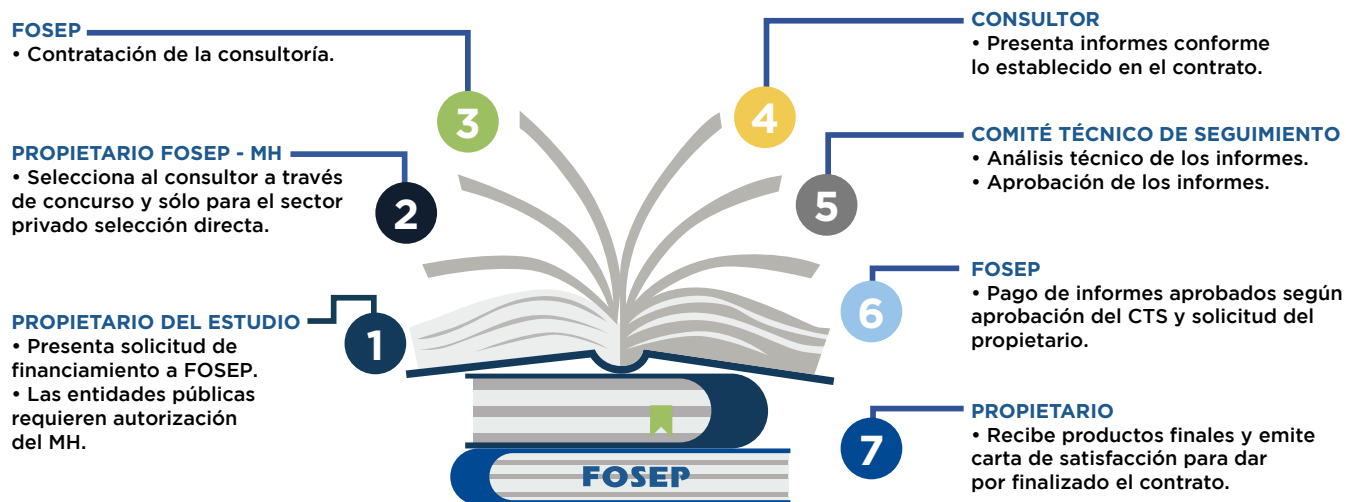 FOSEP
• Contratación de la consultoría.
3
PROPIETARIO FOSEP - MH
• Selecciona al consultor a través
de concurso y sólo para el sector
privado selección directa.
2
PROPIETARIO DEL ESTUDIO
• Presenta solicitud de
financiamiento a FOSEP.
• Las entidades públicas
requieren autorización
del MH.
1
CONSULTOR
• Presenta informes conforme
lo establecido en el contrato.
4
COMITÉ TÉCNICO DE SEGUIMIENTO
• Análisis técnico de los informes.
• Aprobación de los informes.
5
FOSEP
• Pago de informes aprobados según
aprobación del CTS y solicitud del
propietario.
6
PROPIETARIO
• Recibe productos finales y emite
carta de satisfacción para dar
por finalizado el contrato.
7
FOSEP